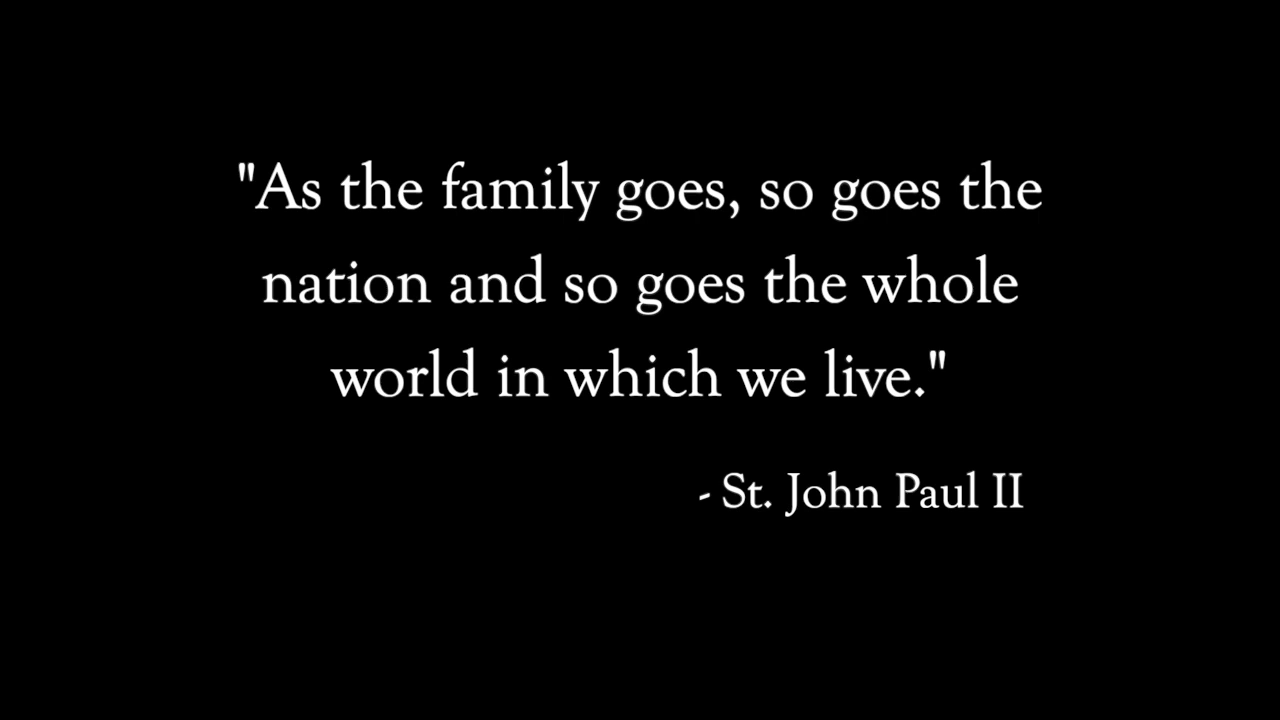 "As the family goes, so goes the
nation and so goes the whole
world in which we live."
- St. John Paul II